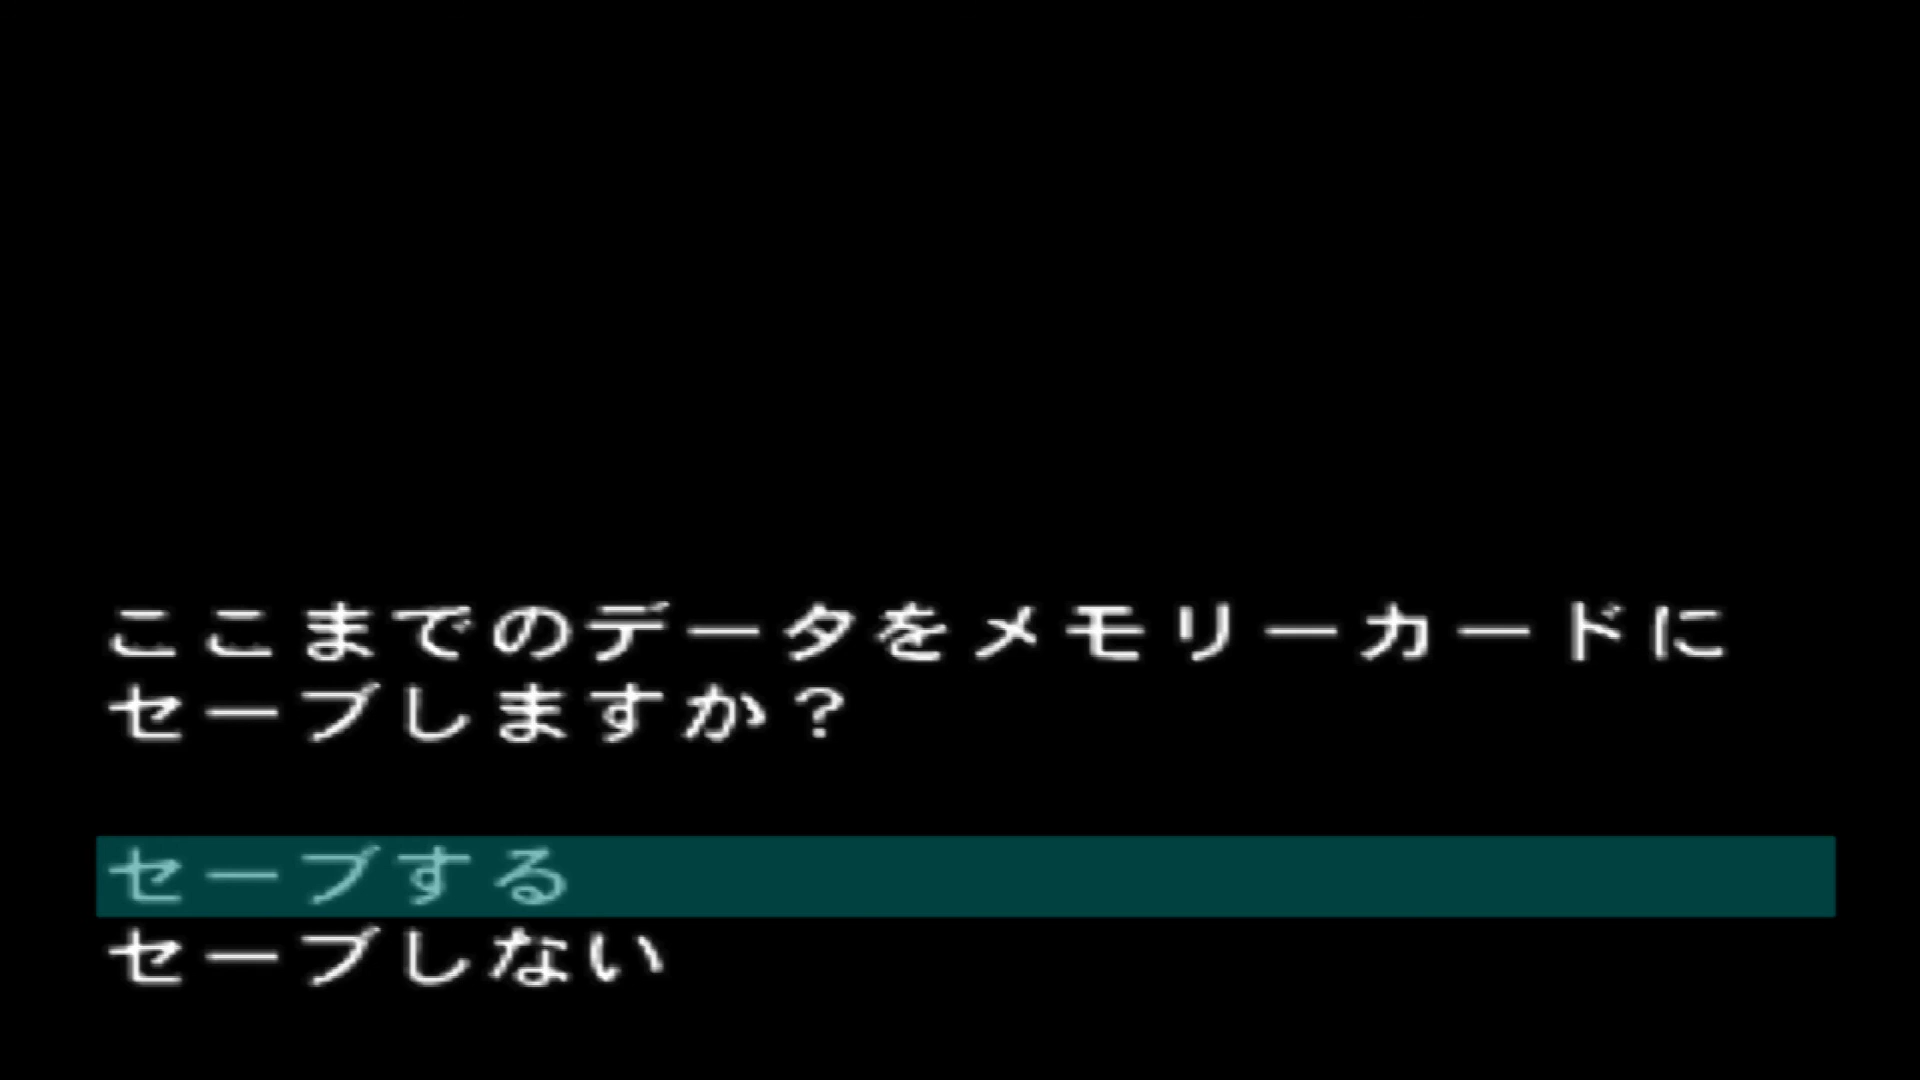 ここまでのデータをメモリーカードに
セーブしますか？
セーブする
セーブしない